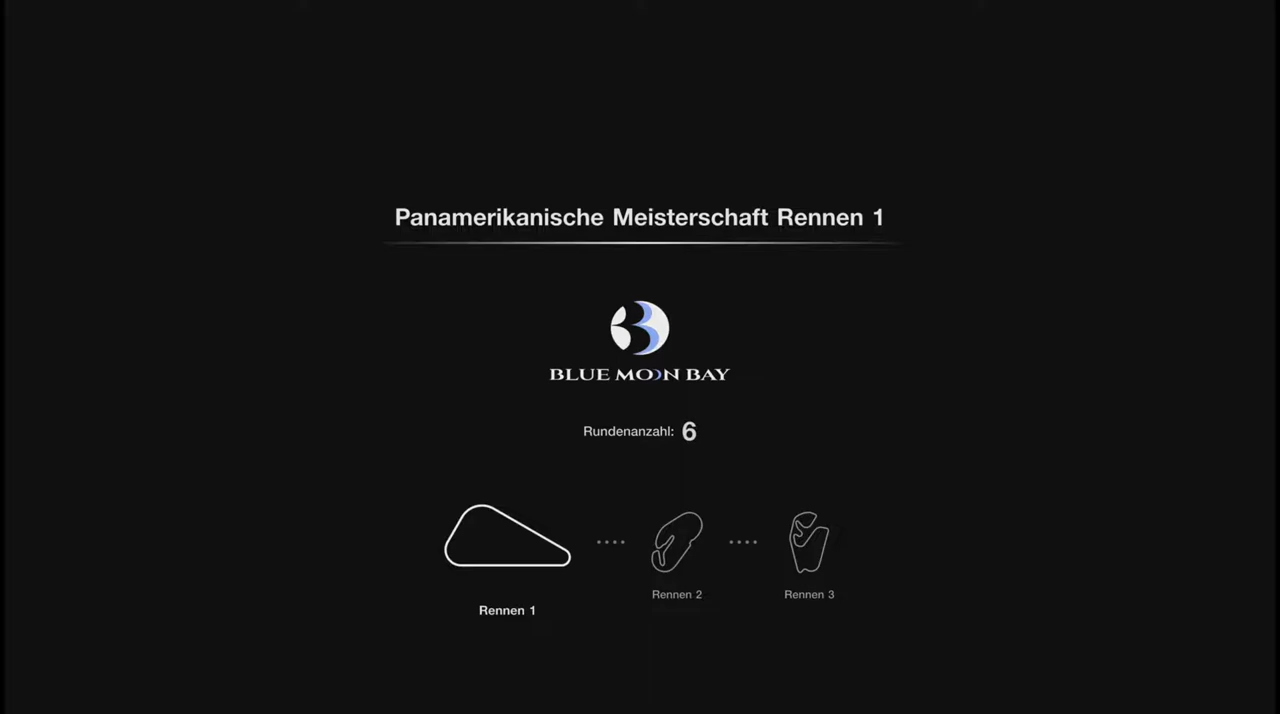 Panamerikanische Meisterschaft Rennen 1
BLUE MOON BAY
Rundenanzahl: 6
Rennen 1
Rennen 2
Rennen 3